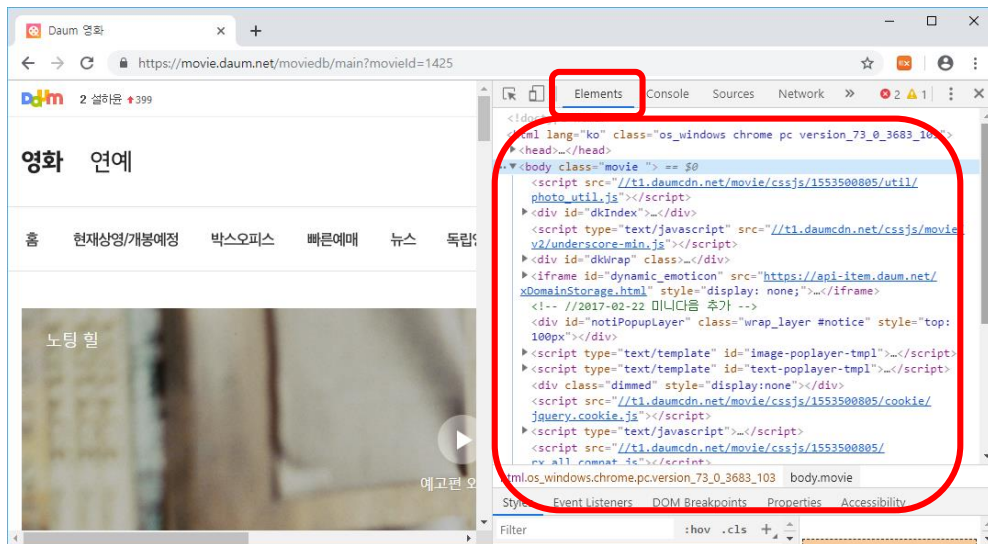 Daum 영화
https://movie.daum.net/moviedb/main?movieId=1425
Daum 2 설하윤 399
영화 연예
홈 현재상영/개봉예정 박스오피스 빠른예매 뉴스
노팅 힐
예고편
Elements Console Sources Network » 2 1
<html lang="ko" class="os_windows chrome pc version_73_0_3683_103">
<head>…</head>
<body class="movie "> == $0
<script src="//t1.daumcdn.net/movie/cssjs/1553500805/util/
photo_util.js"></script>
<div id="dkIndex">…</div>
<script type="text/javascript" src="//t1.daumcdn.net/cssjs/movie
v2/underscore-min.js"></script>
<div id="dkWrap" class>…</div>
<iframe id="dynamic_emoticon" src="https://api-item.daum.net/
xDomainStorage.html" style="display: none;">…</iframe>
<!-- //2017-02-22 미니다음 추가 -->
<div id="notiPopupLayer" class="wrap_layer #notice" style="top:
100px"></div>
<script type="text/template" id="image-poplayer-tmpl">…</script>
<script type="text/template" id="text-poplayer-tmpl">…</script>
<div class="dimmed" style="display:none"></div>
<script src="//t1.daumcdn.net/movie/cssjs/1553500805/cookie/
jquery.cookie.js"></script>
<script type="text/javascript">…</script>
<script src="//t1.daumcdn.net/movie/cssjs/1553500805/
html.os_windows.chrome.pc.version_73_0_3683_103 body.movie
Styles Event Listeners DOM Breakpoints Properties Accessibility
Filter :hov .cls +